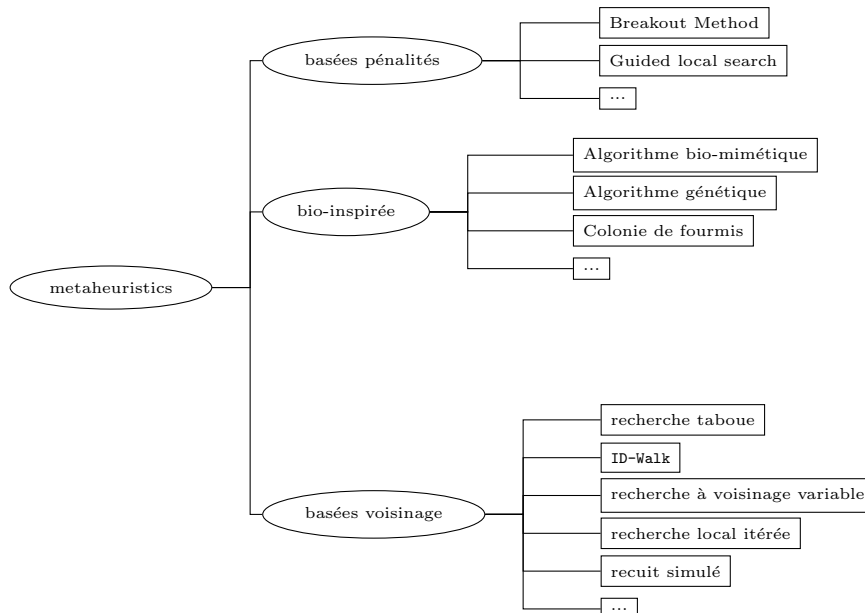 Breakout Method
basées pénalités
Guided local search
...
Algorithme bio-mimétique
Algorithme génétique
bio-inspirée
Colonie de fourmis
...
metaheuristics
recherche taboue
ID-Walk
recherche à voisinage variable
basées voisinage
recherche local itérée
recuit simulé
...